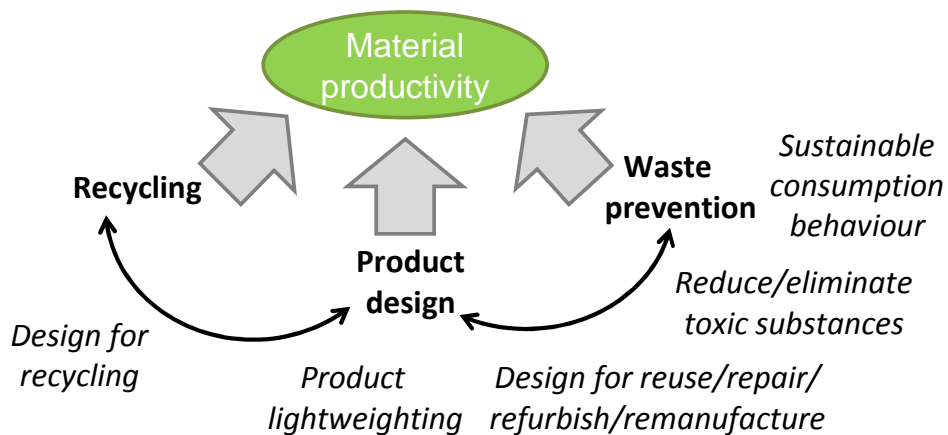 Material
productivity
Recycling
Waste
prevention
Sustainable
consumption
behaviour
Product
design
Reduce/eliminate
toxic substances
Design for
recycling
Product
lightweighting
Design for reuse/repair/
refurbish/remanufacture